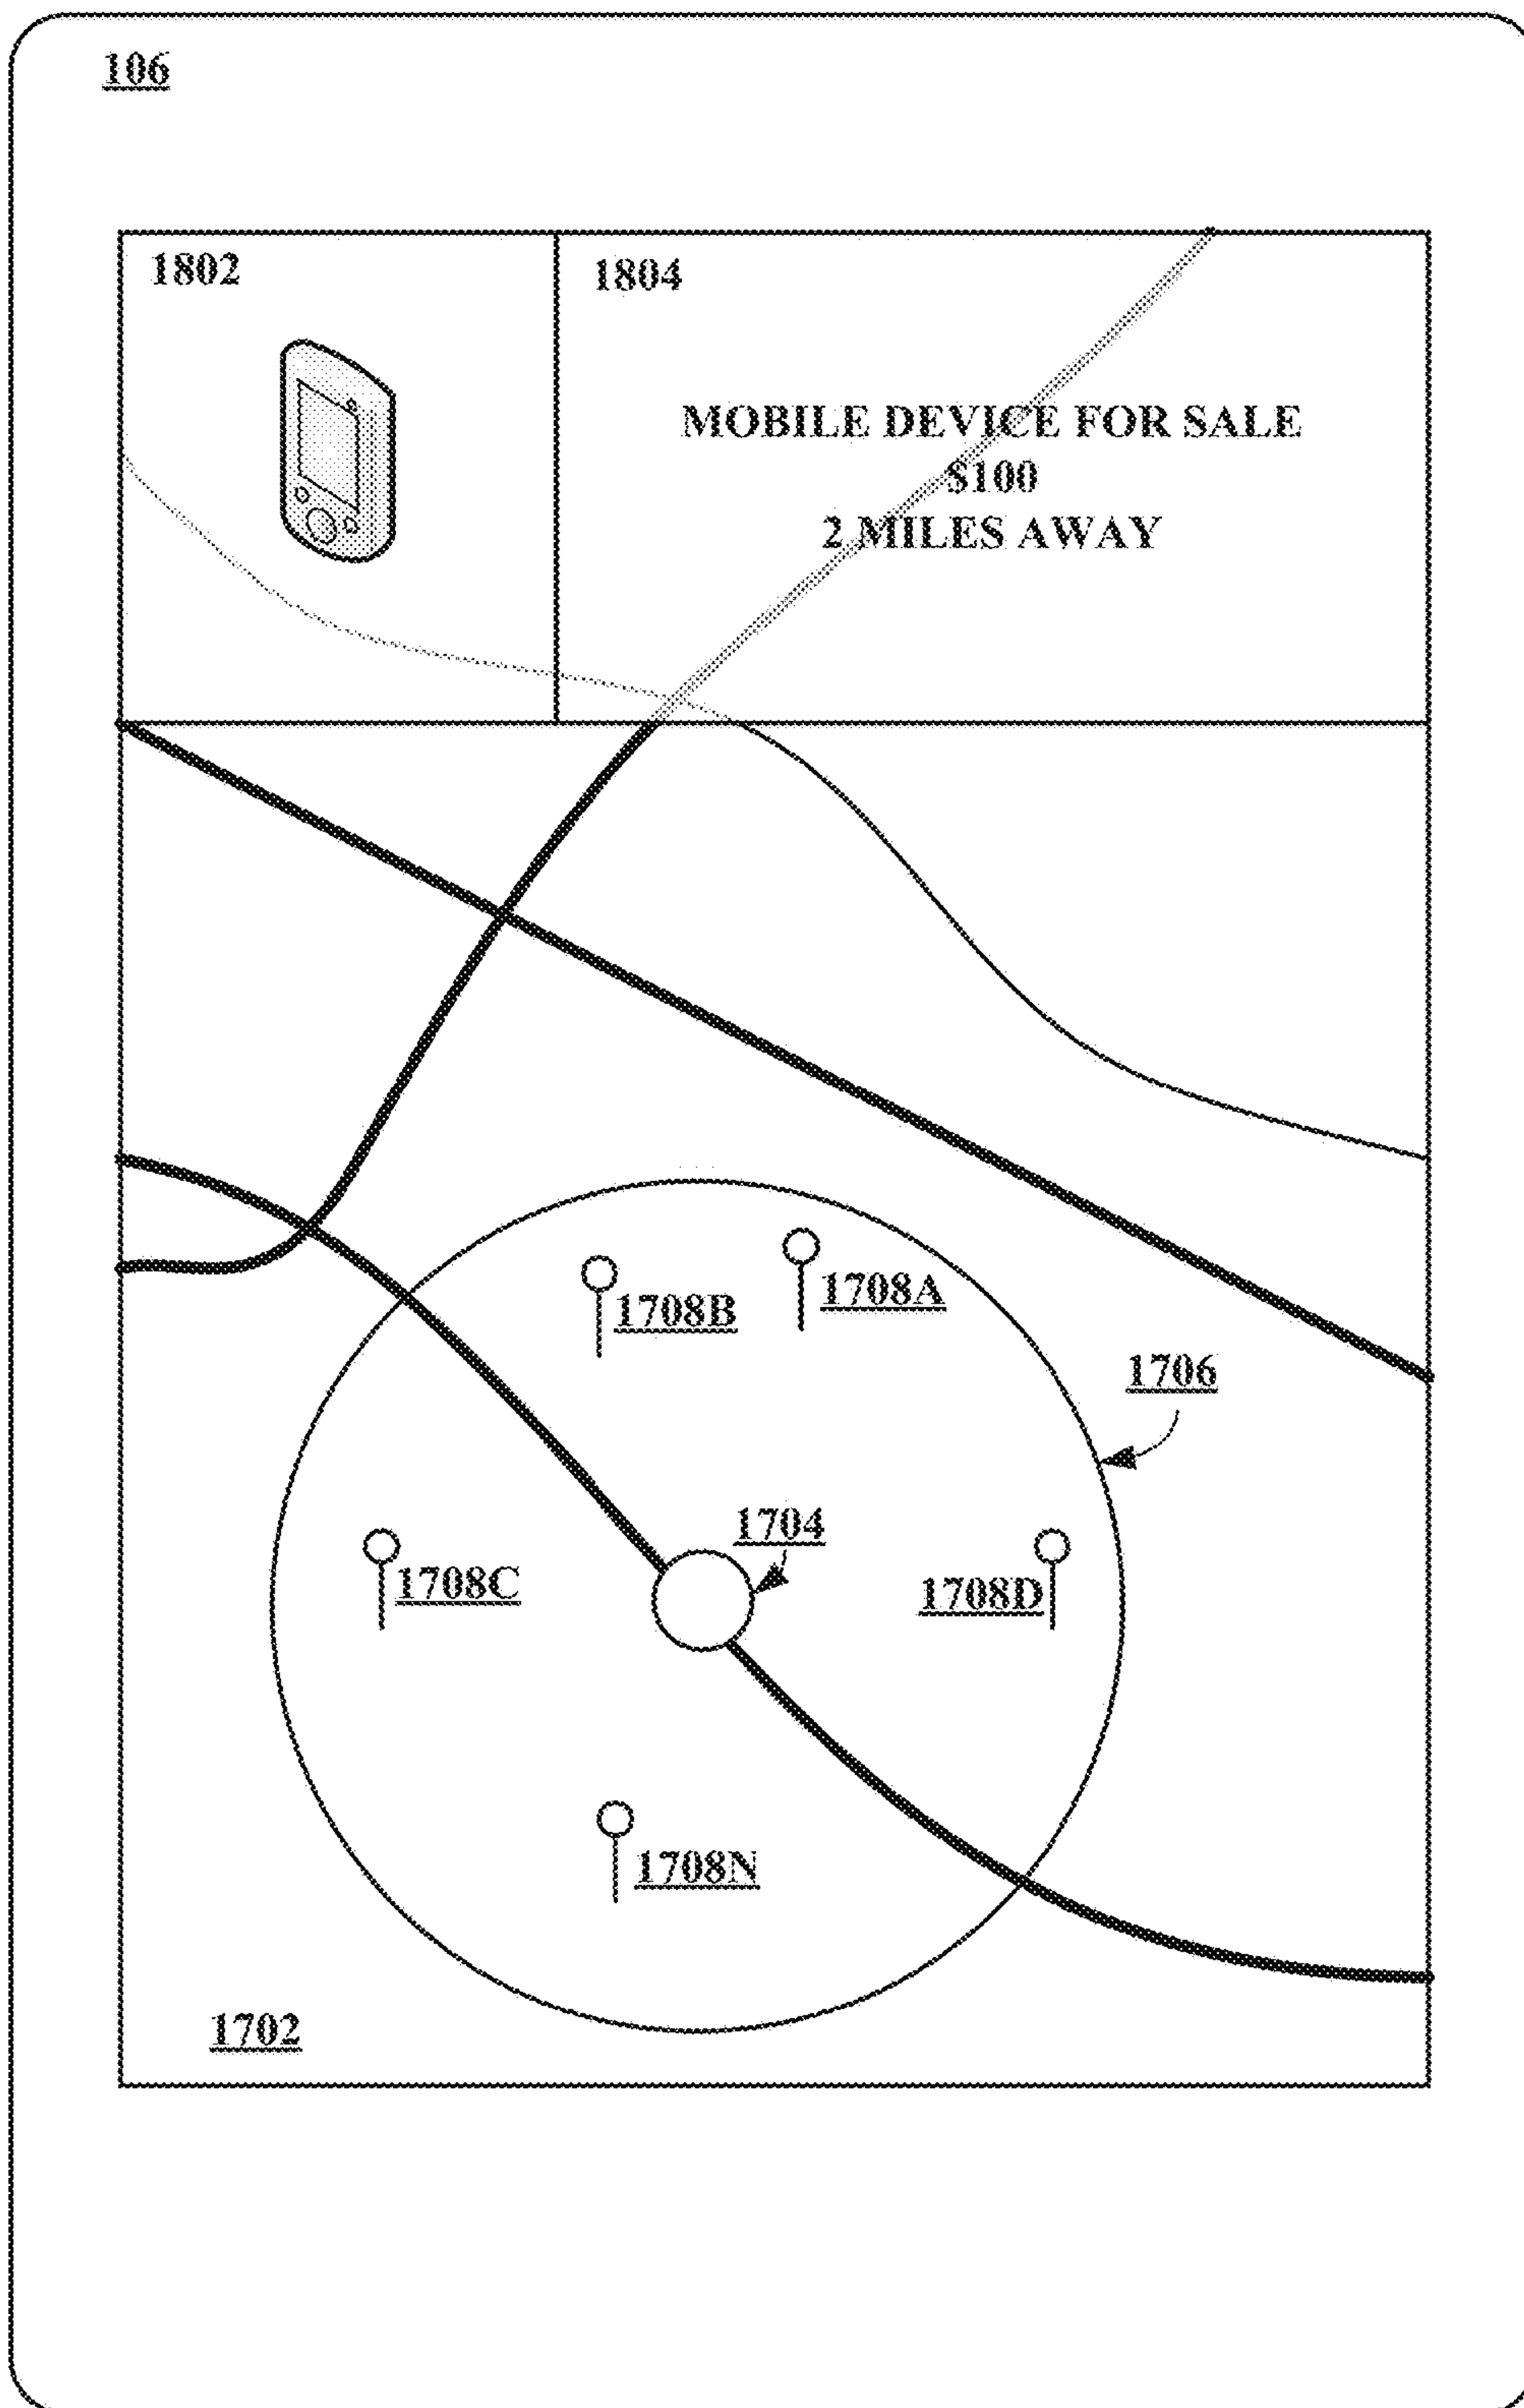 106
1802
1804
MOBILE DEVICE FOR SALE
$100
2 MILES AWAY
1708A
1708B
1706
1704
1708C
1708D
1708N
1702